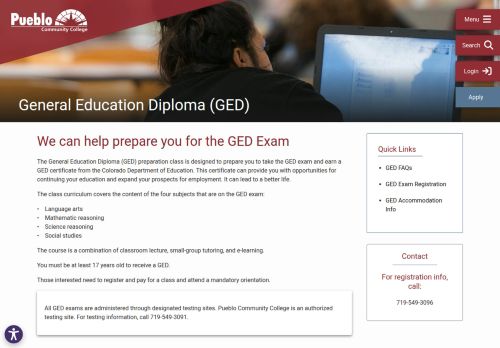 Pueblo
Community College
Menu
Search
Login
Apply
General Education Diploma (GED)
We can help prepare you for the GED Exam
The General Education Diploma (GED) preparation class is designed to prepare you to take the GED exam and earn a
GED certificate from the Colorado Department of Education. This certificate can provide you with opportunities for
continuing your education and expand your prospects for employment. It can lead to a better life.
The class curriculum covers the content of the four subjects that are on the GED exam:
• Language arts
• Mathematic reasoning
• Science reasoning
• Social studies
The course is a combination of classroom lecture, small-group tutoring, and e-learning.
You must be at least 17 years old to receive a GED.
Those interested need to register and pay for a class and attend a mandatory orientation.
All GED exams are administered through designated testing sites. Pueblo Community College is an authorized
testing site. For testing information, call 719-549-3091.
Quick Links
• GED FAQs
• GED Exam Registration
• GED Accommodation
Info
Contact
For registration info,
call:
719-549-3096